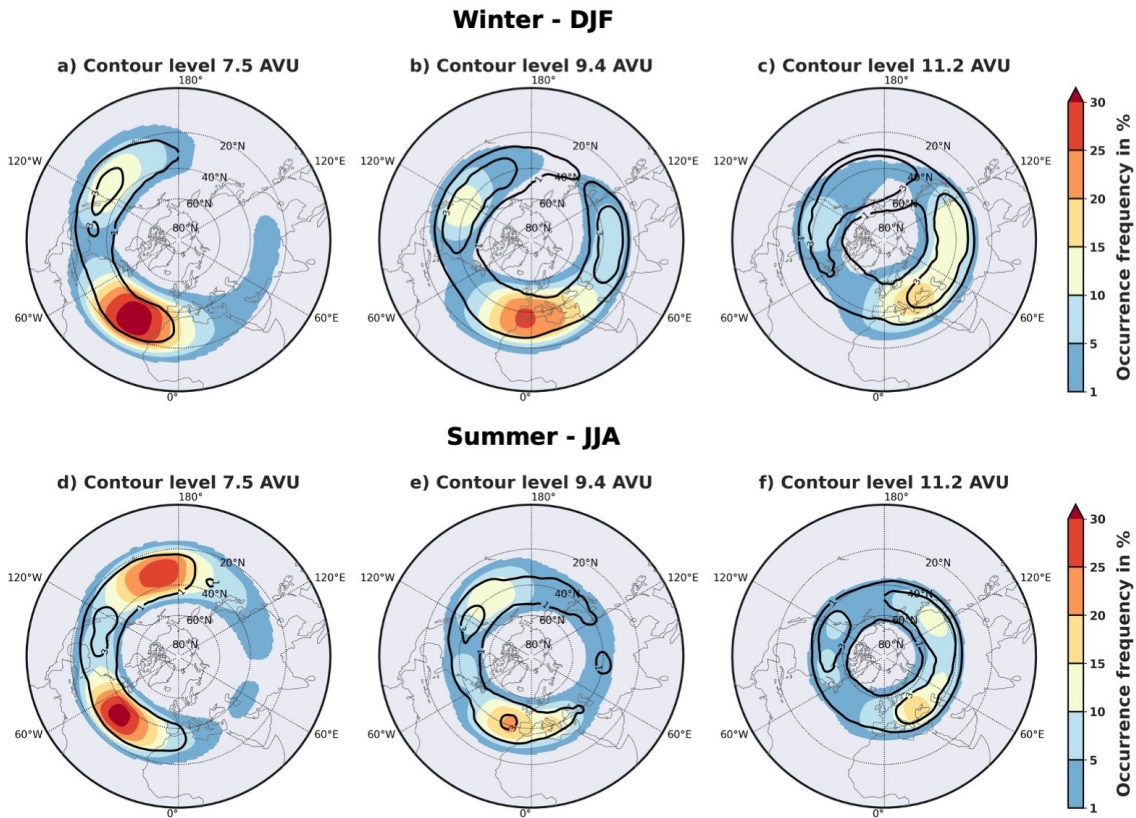 Winter - DJF
a) Contour level 7.5 AVU
b) Contour level 9.4 AVU
c) Contour level 11.2 AVU
180°
180°
180°
120°W
20°N
120°E
120°W
20°N
120°E
120°W
20°N
120°E
40°N
40°N
40°N
60°N
60°N
60°N
80°N
80°N
80°N
60°W
60°E
60°W
60°E
60°W
60°E
0°
0°
0°
30
25
20
15
10
5
1
Occurrence frequency in %
Summer - JJA
d) Contour level 7.5 AVU
e) Contour level 9.4 AVU
f) Contour level 11.2 AVU
180°
180°
180°
120°W
20°N
120°E
120°W
20°N
120°E
120°W
20°N
120°E
40°N
40°N
40°N
60°N
60°N
60°N
80°N
80°N
80°N
60°W
60°E
60°W
60°E
60°W
60°E
0°
0°
0°
30
25
20
15
10
5
1
Occurrence frequency in %